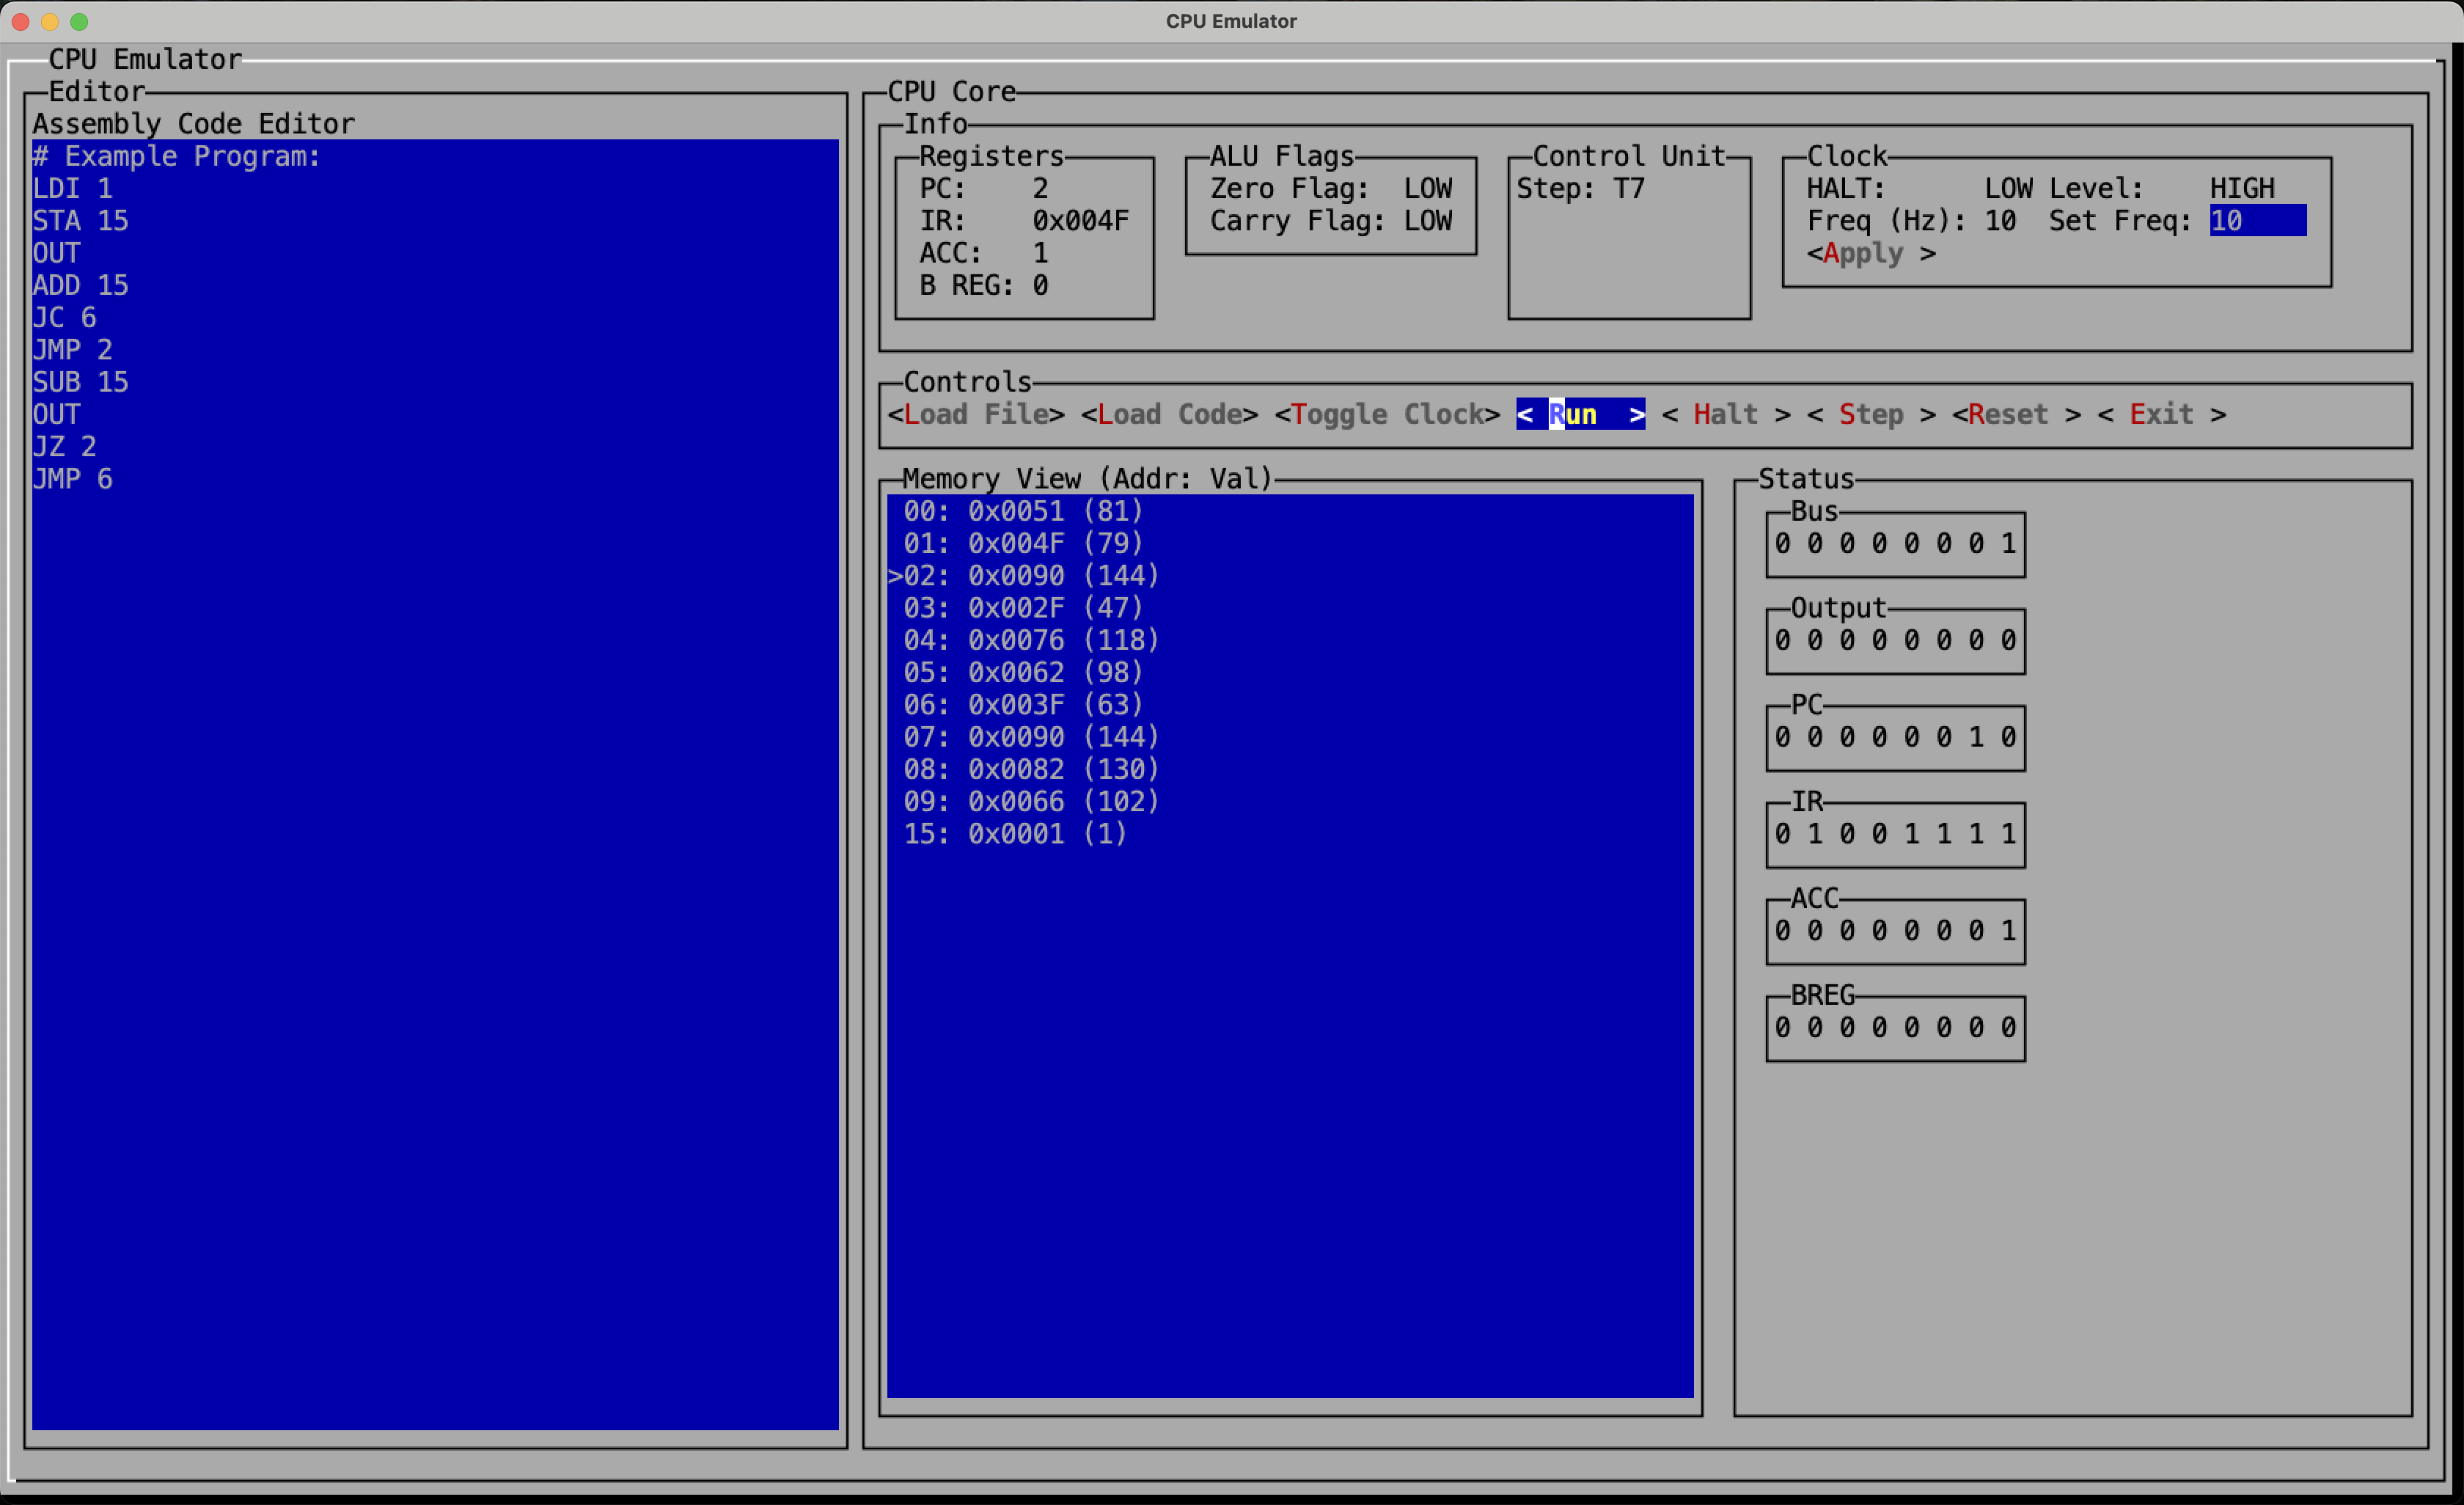 CPU Emulator
CPU Emulator
Editor
Assembly Code Editor
# Example Program:
LDI 1
STA 15
OUT
ADD 15
JC 6
JMP 2
SUB 15
OUT
JZ 2
JMP 6
CPU Core
Info
Registers
PC: 2
IR: 0x004F
ACC: 1
B REG: 0
ALU Flags
Zero Flag: LOW
Carry Flag: LOW
Control Unit
Step: T7
Clock
HALT: LOW Level: HIGH
Freq (Hz): 10 Set Freq: 10
<Apply >
Controls
<Load File> <Load Code> <Toggle Clock> < Run > < Halt > < Step > <Reset > < Exit >
Memory View (Addr: Val)
00: 0x0051 (81)
01: 0x004F (79)
>02: 0x0090 (144)
03: 0x002F (47)
04: 0x0076 (118)
05: 0x0062 (98)
06: 0x003F (63)
07: 0x0090 (144)
08: 0x0082 (130)
09: 0x0066 (102)
15: 0x0001 (1)
Status
Bus
0 0 0 0 0 0 0 1
Output
0 0 0 0 0 0 0 0
PC
0 0 0 0 0 0 1 0
IR
0 1 0 0 1 1 1 1
ACC
0 0 0 0 0 0 0 1
BREG
0 0 0 0 0 0 0 0